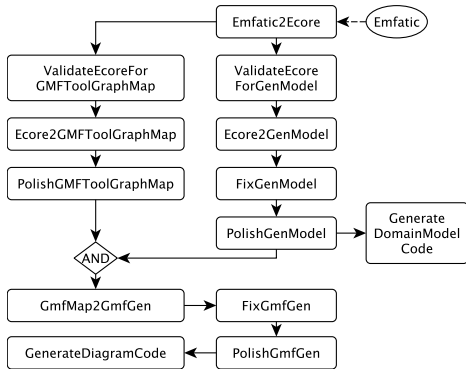 Emfatic2Ecore
Emfatic
ValidateEcoreFor
GMFToolGraphMap
ValidateEcore
ForGenModel
Ecore2GMFToolGraphMap
Ecore2GenModel
PolishGMFToolGraphMap
FixGenModel
PolishGenModel
Generate
DomainModel
Code
AND
GmfMap2GmfGen
FixGmfGen
GenerateDiagramCode
PolishGmfGen